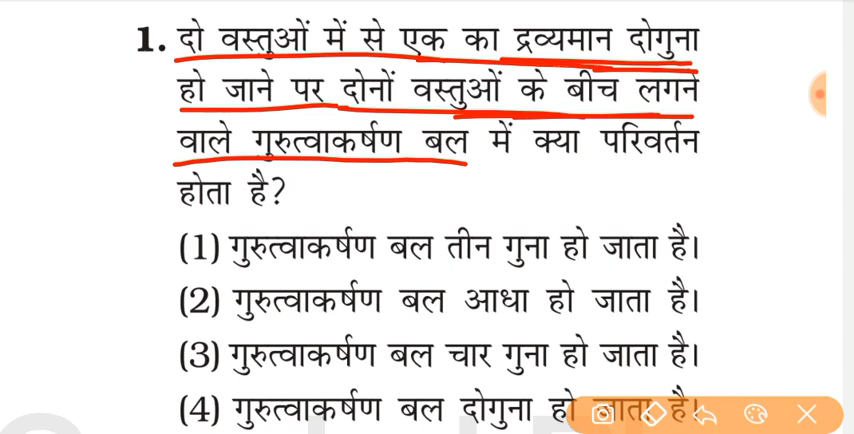 1. दो वस्तुओं में से एक का द्रव्यमान दोगुना
हो जाने पर दोनों वस्तुओं के बीच लगने
वाले गुरुत्वाकर्षण बल में क्या परिवर्तन
होता है?
(1) गुरुत्वाकर्षण बल तीन गुना हो जाता है।
(2) गुरुत्वाकर्षण बल आधा हो जाता है।
(3) गुरुत्वाकर्षण बल चार गुना हो जाता है।
(4) गुरुत्वाकर्षण बल दोगुना हो जाता है।